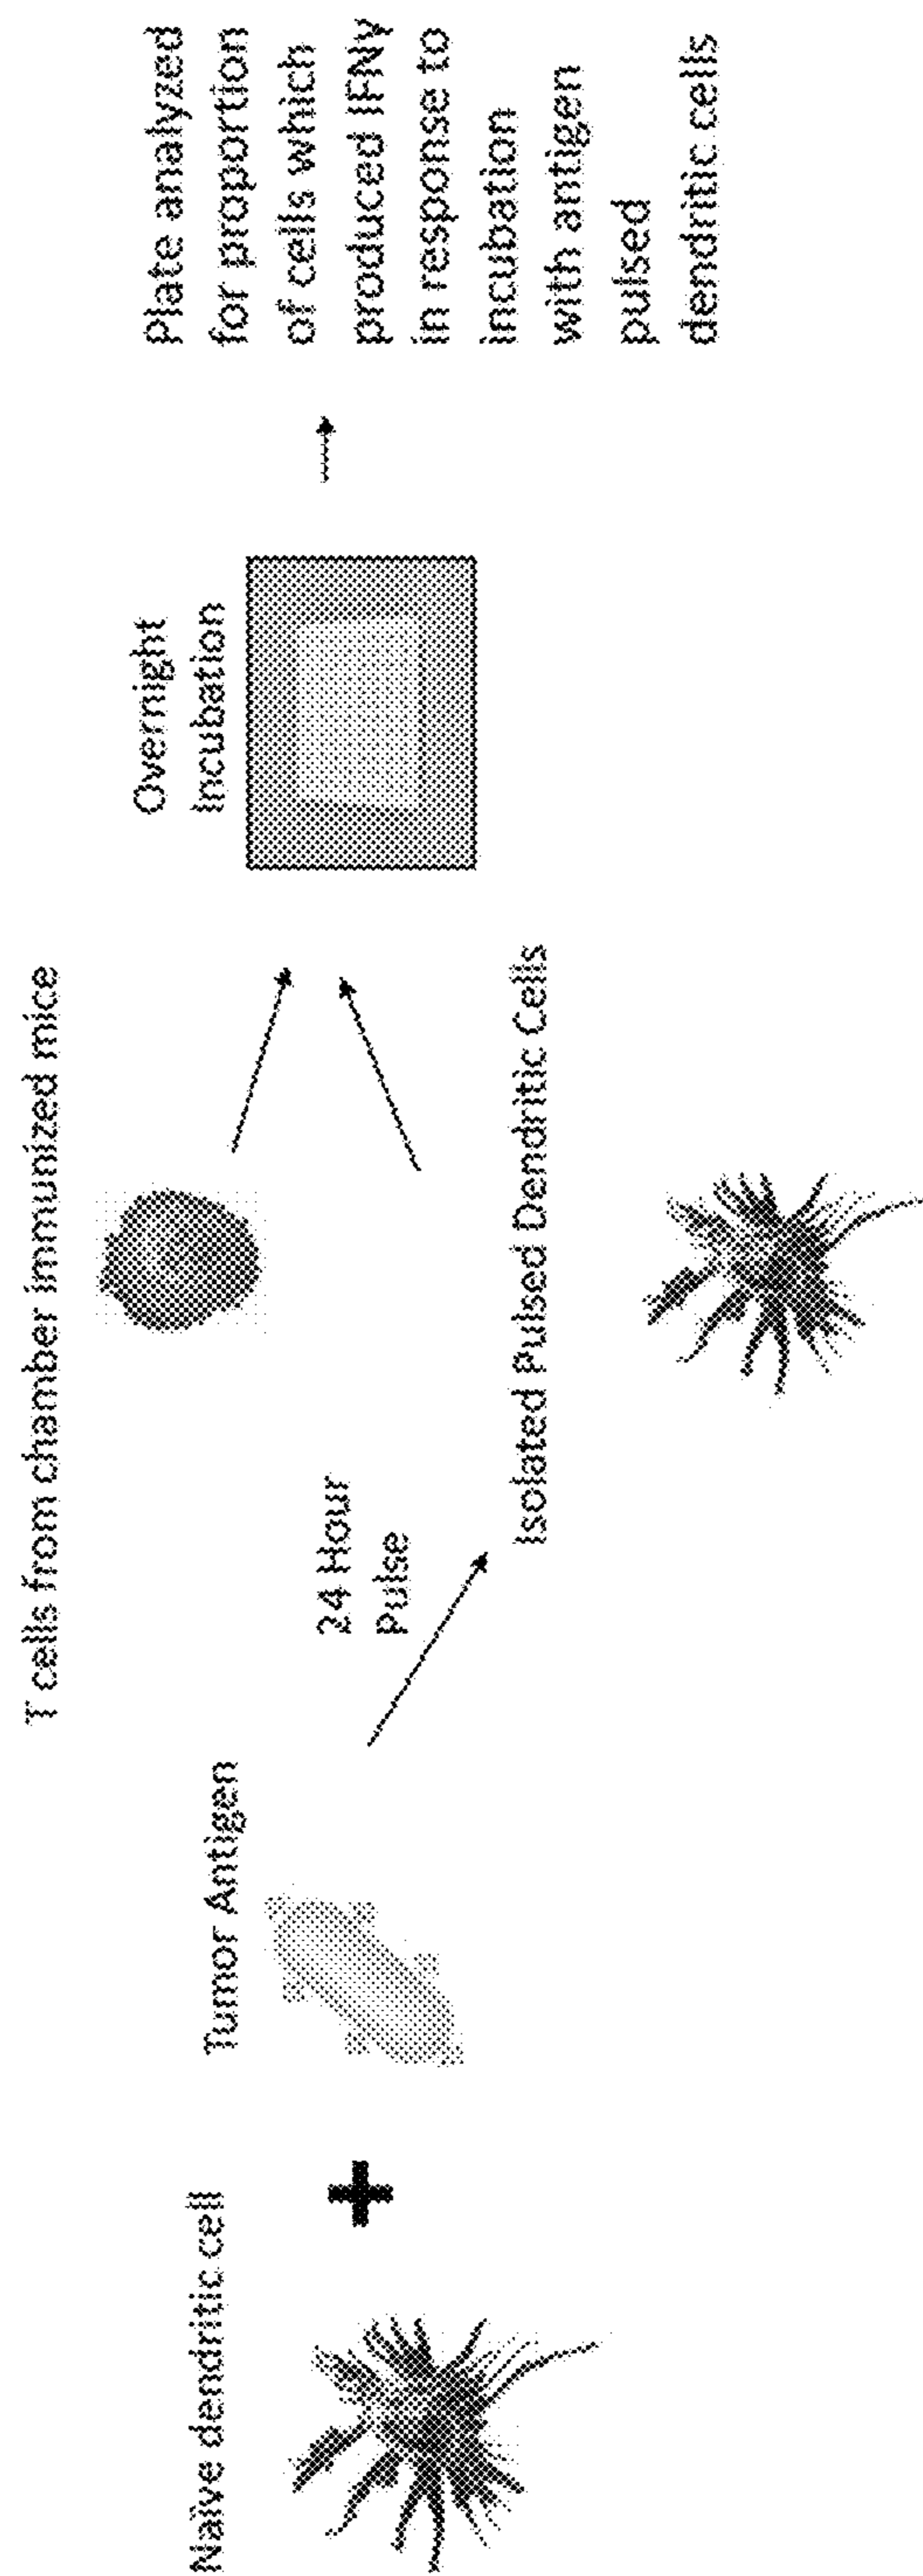 Naïve dendritic cell
+
Tumor Antigen
24 Hour
Pulse
T cells from chamber immunized mice
Isolated Pulsed Dendritic Cells
Overnight
Incubation
Plate analyzed
for proportion
of cells which
produced IFNγ
in response to
incubation
with antigen
pulsed
dendritic cells